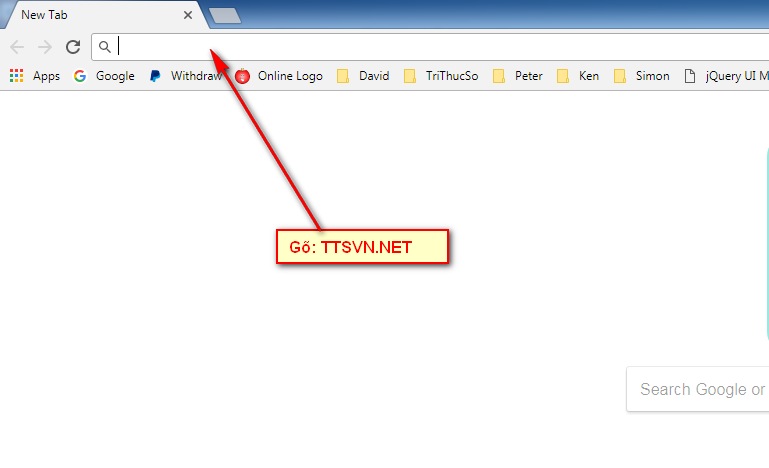 New Tab
Apps Google Withdraw Online Logo David TriThucSo Peter Ken Simon jQuery UI M
Gő: TTSVN.NET
Search Google or